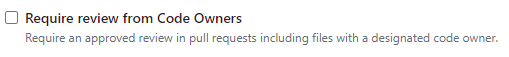 Require review from Code Owners
Require an approved review in pull requests including files with a designated code owner.